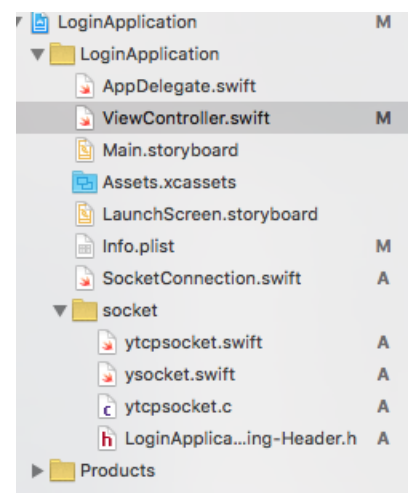 LoginApplication M
LoginApplication
AppDelegate.swift
ViewController.swift M
Main.storyboard
Assets.xcassets
LaunchScreen.storyboard
Info.plist M
SocketConnection.swift A
socket
ytcpsocket.swift A
ysocket.swift A
c ytcpsocket.c A
h LoginApplica...ing-Header.h A
Products